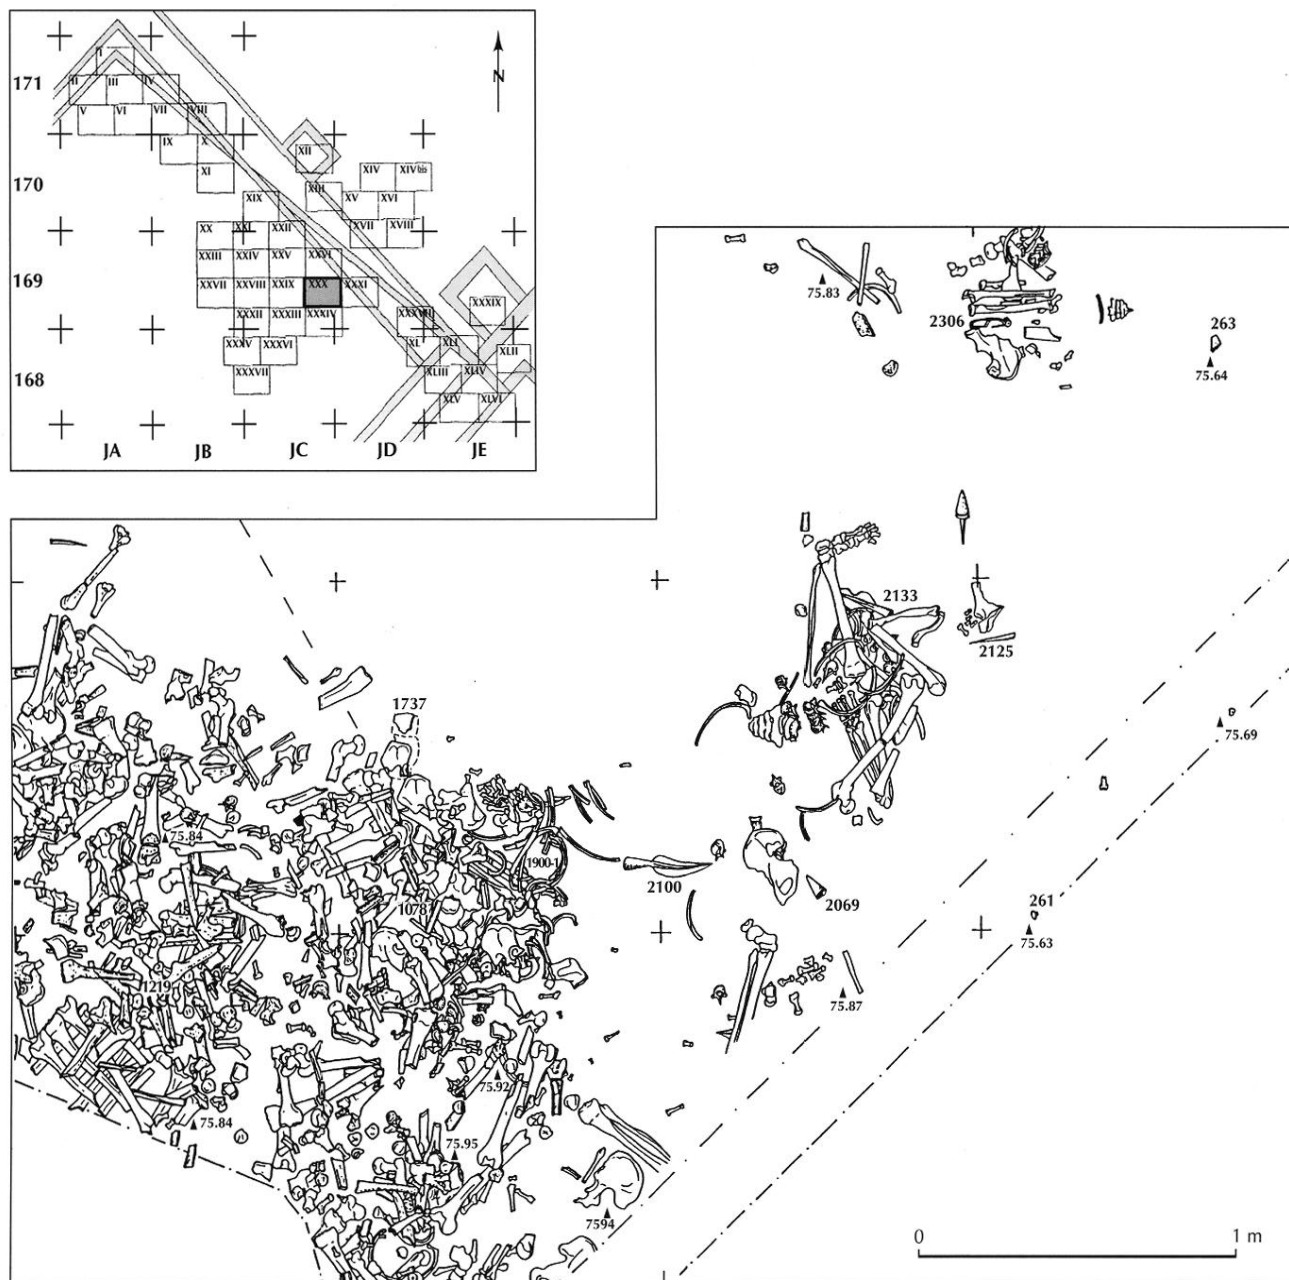 171
170
169
168
I
II III IV
V VI VII VIII
IX X
XI
XII
XIII
XIV XIV bis
XV XVI
XVII XVIII
XIX
XX XXI XXII
XXIII XXIV XXV XXVI
XXVII XXVIII XXIX XXX XXXI
XXXII XXXIII XXXIV
XXXV XXXVI
XXXVII
XXXVIII
XXXIX
XL XLI XLII
XLIII XLIV
XLV XLVI
JA JB JC JD JE
N
75.83
2306
263
75.64
2133
2125
1737
75.69
75.84
1900-1
2100
2069
1078
261
75.63
1219
75.87
75.92
75.84
75.95
7594
0 1 m